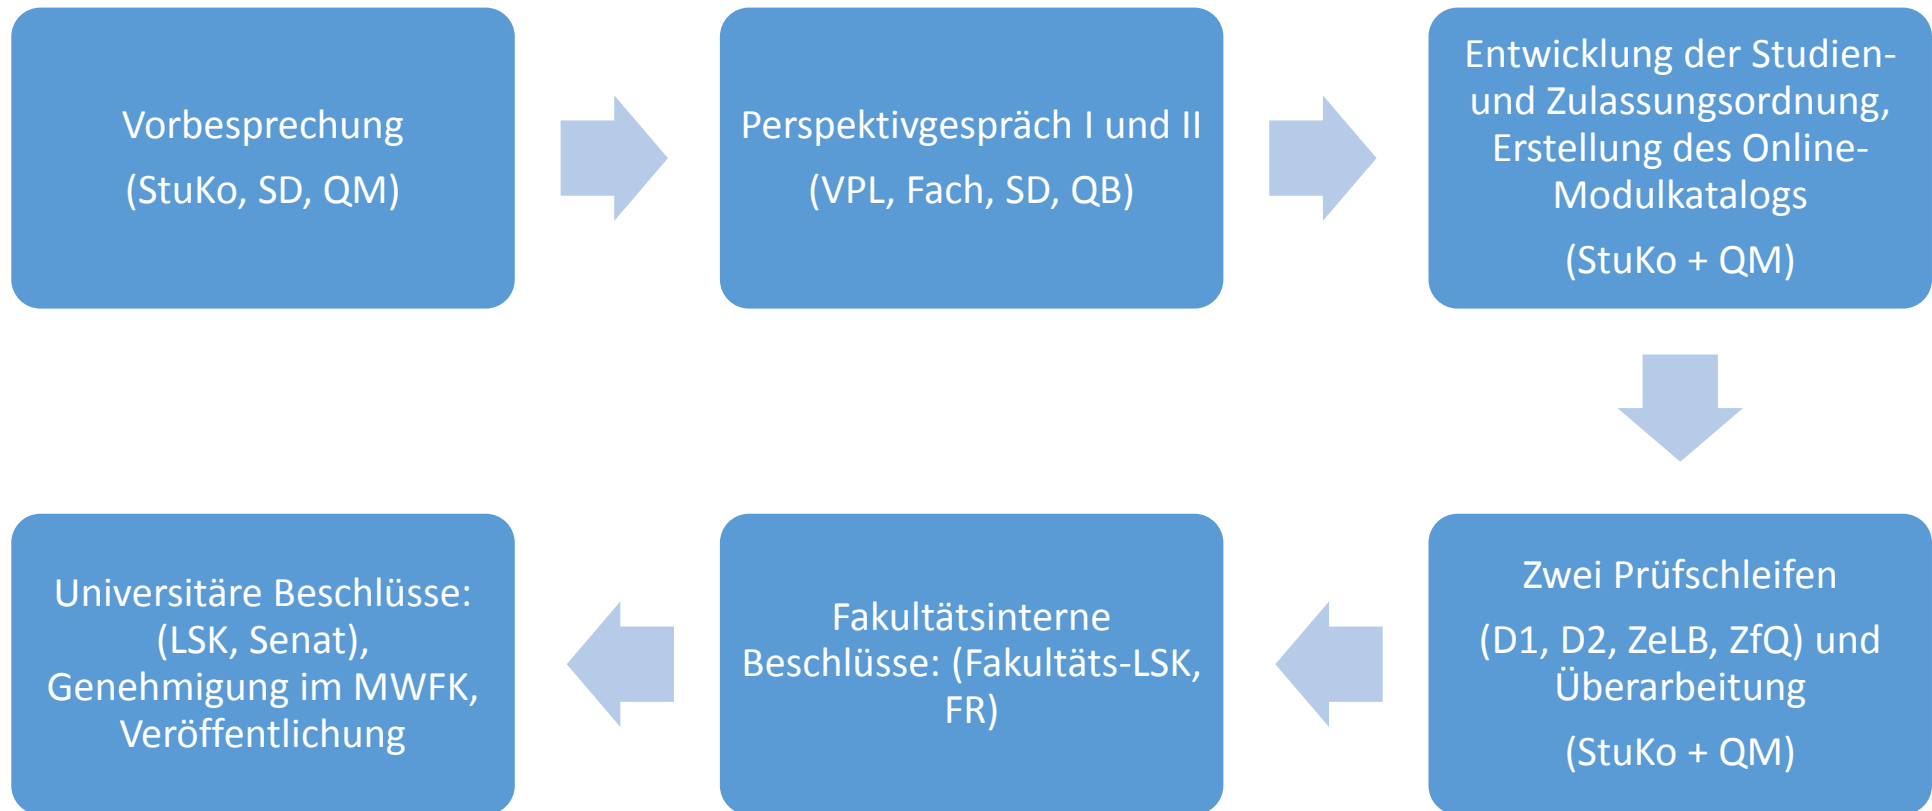 Vorbesprechung
(StuKo, SD, QM)
Perspektivgespräch I und II
(VPL, Fach, SD, QB)
Entwicklung der Studien-
und Zulassungsordnung,
Erstellung des Online-
Modulkatalogs
(StuKo + QM)
Zwei Prüfschleifen
(D1, D2, ZeLB, ZfQ) und
Überarbeitung
(StuKo + QM)
Fakultätsinterne
Beschlüsse: (Fakultäts-LSK,
FR)
Universitäre Beschlüsse:
(LSK, Senat),
Genehmigung im MWFK,
Veröffentlichung